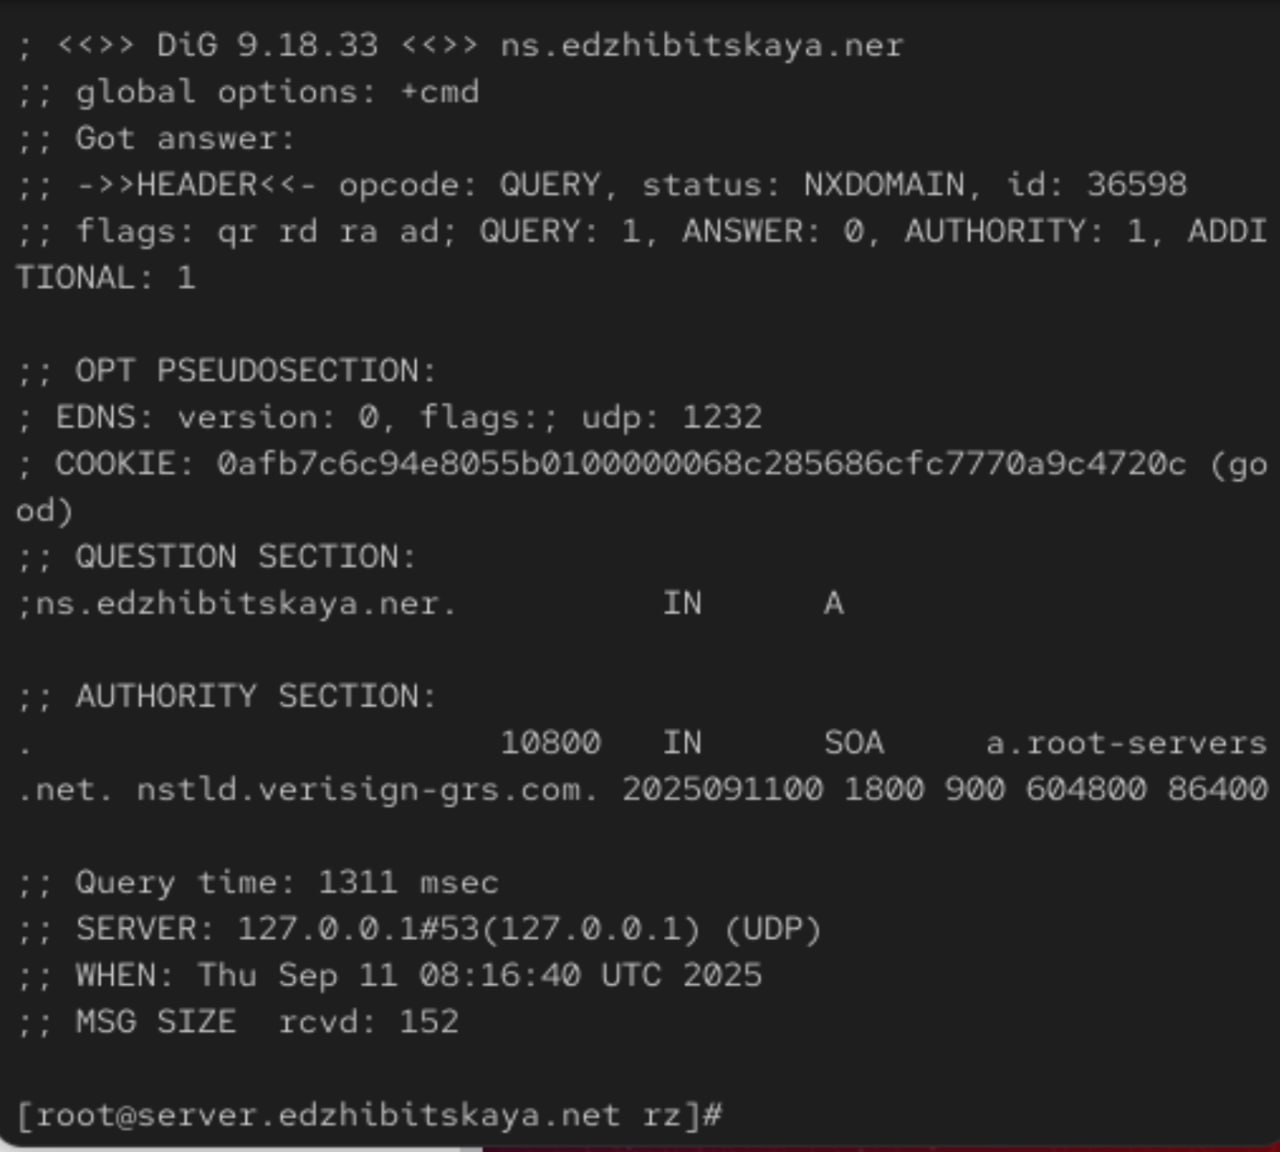 ; <<>> DiG 9.18.33 <<>> ns.edzhibitskaya.ner
;; global options: +cmd
;; Got answer:
;; ->>HEADER<<- opcode: QUERY, status: NXDOMAIN, id: 36598
;; flags: qr rd ra ad; QUERY: 1, ANSWER: 0, AUTHORITY: 1, ADDI
TIONAL: 1
;; OPT PSEUDOSECTION:
; EDNS: version: 0, flags:; udp: 1232
; COOKIE: 0afb7c6c94e8055b0100000068c285686cfc7770a9c4720c (go
od)
;; QUESTION SECTION:
;ns.edzhibitskaya.ner. IN A
;; AUTHORITY SECTION:
. 10800 IN SOA a.root-servers
.net. nstld.verisign-grs.com. 2025091100 1800 900 604800 86400
;; Query time: 1311 msec
;; SERVER: 127.0.0.1#53(127.0.0.1) (UDP)
;; WHEN: Thu Sep 11 08:16:40 UTC 2025
;; MSG SIZE  rcvd: 152
[root@server.edzhibitskaya.net rz]#